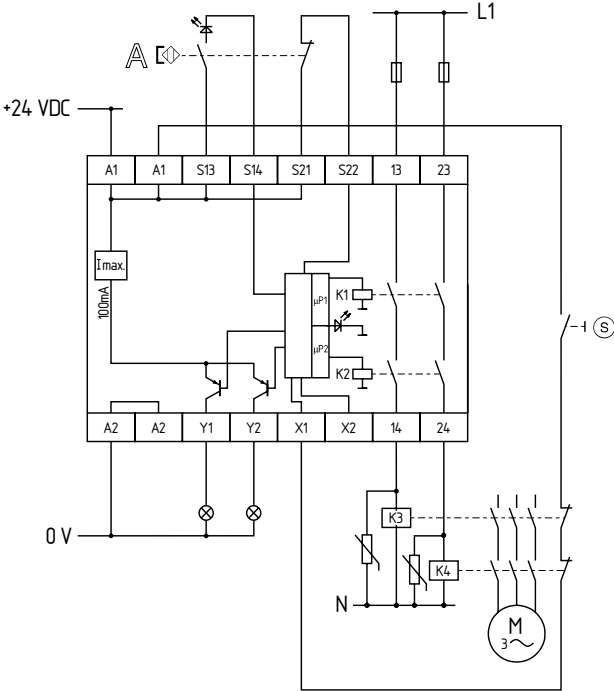 L1
A
+24 VDC
A1 A1 S13 S14 S21 S22 13 23
Imax.
100mA
µP1
K1
S
µP2
K2
A2 A2 Y1 Y2 X1 X2 14 24
K3
0 V
K4
N
M
3